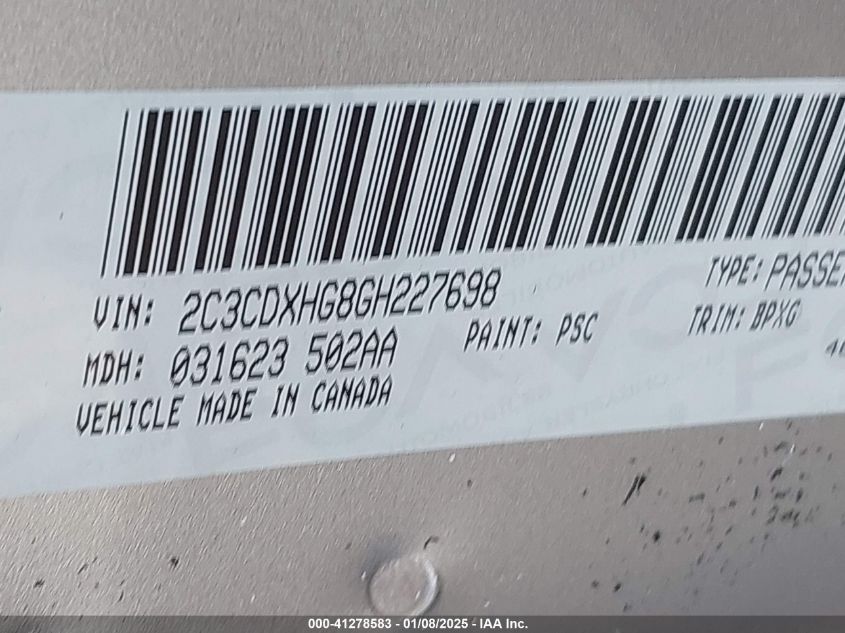 VIN: 2C3CDXHG8GH227698 TYPE: PASSE
MDH: 031623 502AA PAINT: PSC TRIM: BPXG
VEHICLE MADE IN CANADA
000-41278583 - 01/08/2025 - IAA Inc.